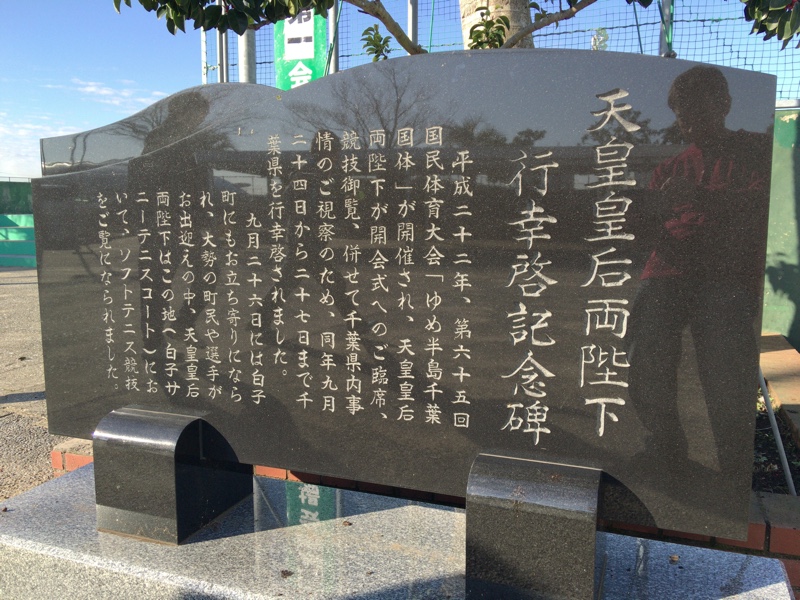 天皇皇后両陛下
行幸啓記念碑
平成二十二年、第六十五回
国民体育大会「ゆめ半島千葉
国体」が開催され、天皇皇后
両陛下が開会式へのご臨席、
競技御覧、併せて千葉県内事
情のご視察のため、同年九月
二十四日から二十七日まで千
葉県を行幸啓されました。
九月二十六日には白子
町にもお立ち寄りになら
れ、大勢の町民や選手が
お出迎えの中、天皇皇后
両陛下はこの地(白子サ
ニーテニスコート)にお
いて、ソフトテニス競技
をご覧になられました。
第一会